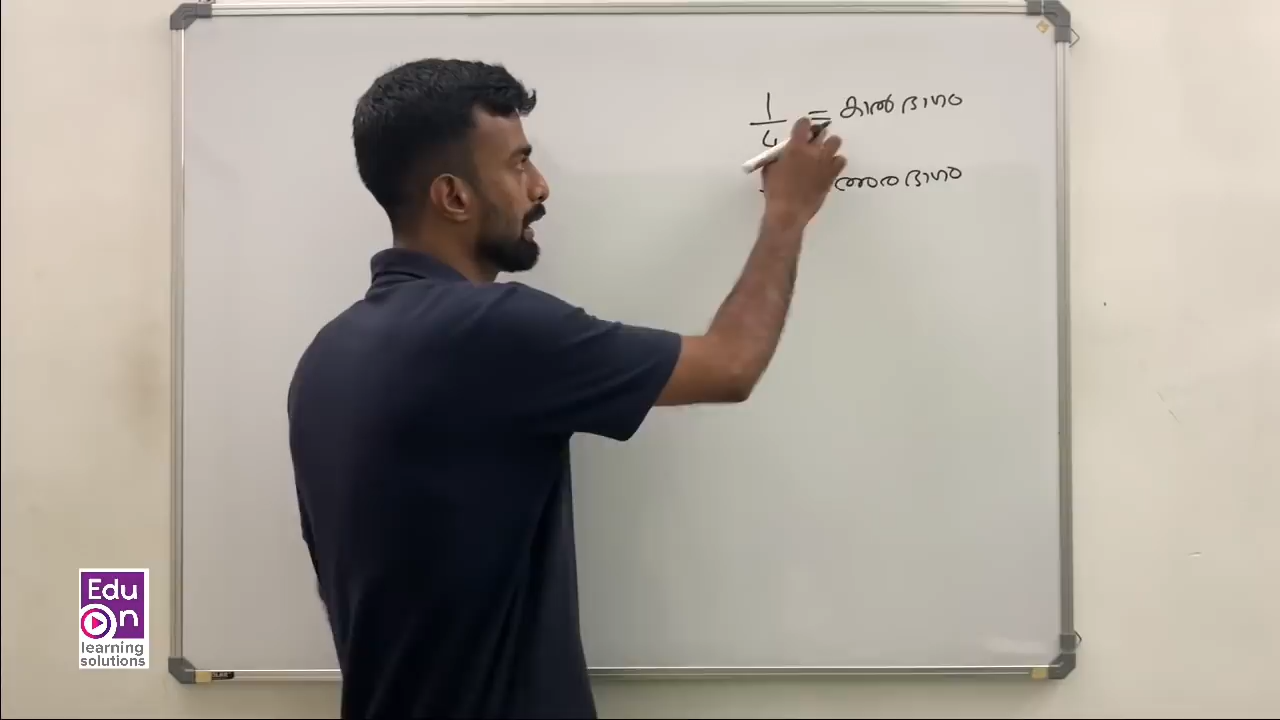 1/4 = കാൽ ഭാഗം
അര ഭാഗം
Edu
On
learning
solutions